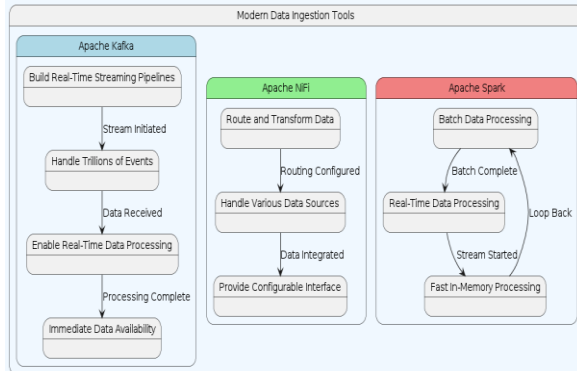 Modern Data Ingestion Tools
Apache Kafka
Build Real-Time Streaming Pipelines
Stream Initiated
Handle Trillions of Events
Data Received
Enable Real-Time Data Processing
Processing Complete
Immediate Data Availability
Apache NiFi
Route and Transform Data
Routing Configured
Handle Various Data Sources
Data Integrated
Provide Configurable Interface
Apache Spark
Batch Data Processing
Batch Complete
Real-Time Data Processing
Loop Back
Stream Started
Fast In-Memory Processing